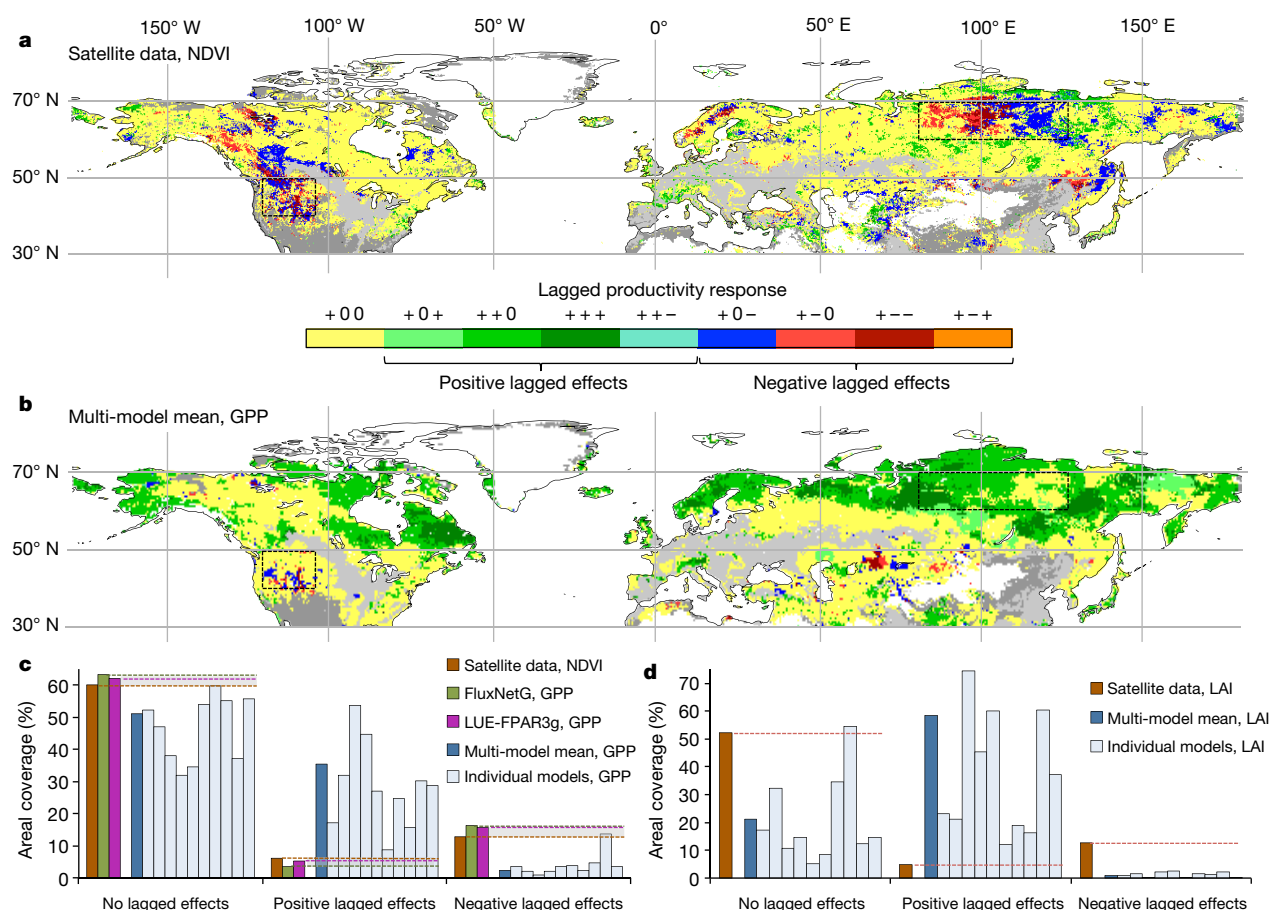 150° W 100° W 50° W 0° 50° E 100° E 150° E
a
Satellite data, NDVI
70° N
50° N
30° N
Lagged productivity response
+ 0 0 + 0 + + + 0 + + + + + − + 0 − + − 0 + − − + − +
Positive lagged effects Negative lagged effects
b
Multi-model mean, GPP
70° N
50° N
30° N
c
Areal coverage (%)
60
50
40
30
20
10
0
Satellite data, NDVI
FluxNetG, GPP
LUE-FPAR3g, GPP
Multi-model mean, GPP
Individual models, GPP
No lagged effects Positive lagged effects Negative lagged effects
d
Areal coverage (%)
70
60
50
40
30
20
10
0
Satellite data, LAI
Multi-model mean, LAI
Individual models, LAI
No lagged effects Positive lagged effects Negative lagged effects